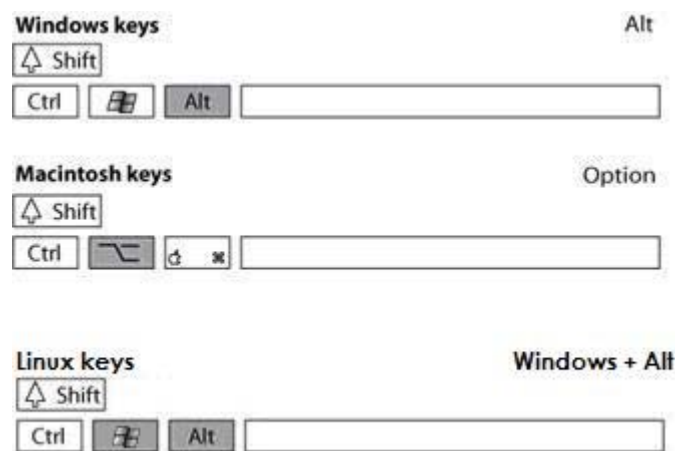 Windows keys Alt
Shift
Ctrl Alt
Macintosh keys Option
Shift
Ctrl ⌥ ⌘
Linux keys Windows + Alt
Shift
Ctrl Alt